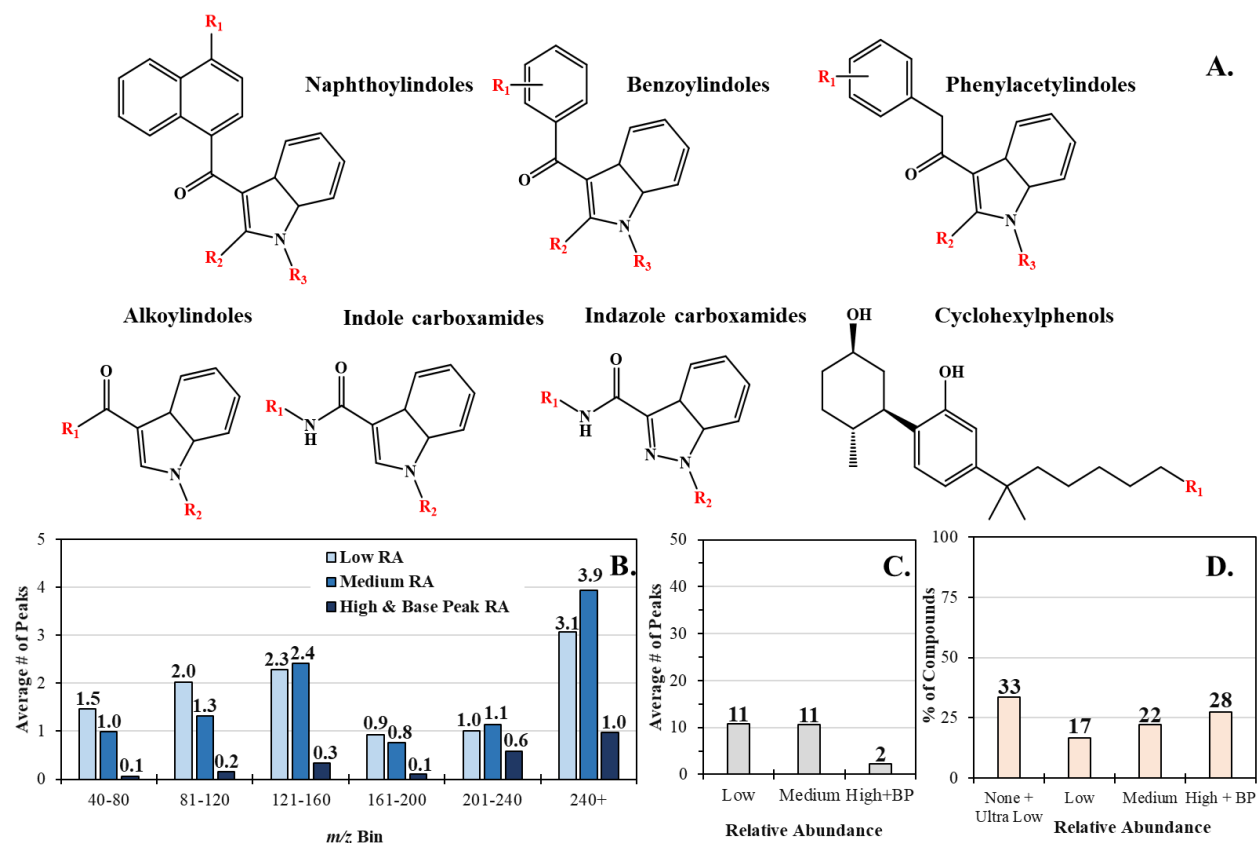 R1
Naphthoylindoles
O
N
R2
R3
R1
Benzoylindoles
O
N
R2
R3
R1
Phenylacetylindoles
A.
O
N
R2
R3
Alkoylindoles
O
R1
N
R2
Indole carboxamides
O
R1
N
H
N
R2
Indazole carboxamides
O
R1
N
H
N
N
R2
Cyclohexylphenols
OH
OH
R1
B.
Average # of Peaks
5
4
3
2
1
0
Low RA
Medium RA
High & Base Peak RA
1.5
1.0
0.1
2.0
1.3
0.2
2.3
2.4
0.3
0.9
0.8
0.1
1.0
1.1
0.6
3.1
3.9
1.0
40-80
81-120
121-160
161-200
201-240
240+
m/z Bin
C.
Average # of Peaks
50
40
30
20
10
0
11
11
2
Low
Medium
High+BP
Relative Abundance
D.
% of Compounds
100
75
50
25
0
33
17
22
28
None +
Ultra Low
Low
Medium
High + BP
Relative Abundance